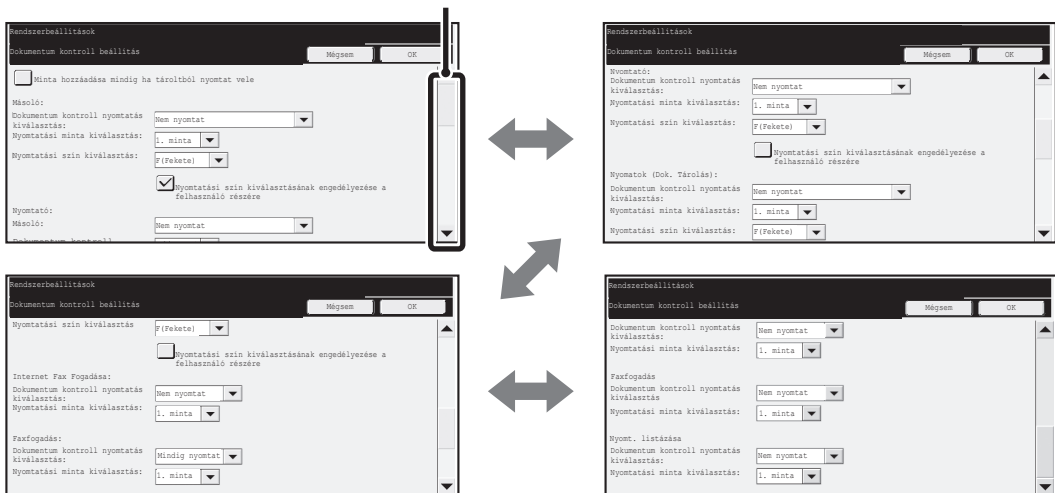 Rendszerbeállítások
Dokumentum kontroll beállítás
Mégsem
OK
Minta hozzáadása mindig ha tároltból nyomtat vele
Másoló:
Dokumentum kontroll nyomtatás
kiválasztás:
Nem nyomtat
Nyomtatási minta kiválasztás:
1. minta
Nyomtatási szín kiválasztás:
F(Fekete)
Nyomtatási szín kiválasztásának engedélyezése a
felhasználó részére
Nyomtató:
Másoló:
Nem nyomtat
Dokumentum kontroll
Rendszerbeállítások
Dokumentum kontroll beállítás
Mégsem
OK
Nyomtató:
Dokumentum kontroll nyomtatás
kiválasztás:
Nem nyomtat
Nyomtatási minta kiválasztás:
1. minta
Nyomtatási szín kiválasztás:
F(Fekete)
Nyomtatási szín kiválasztásának engedélyezése a
felhasználó részére
Nyomatok (Dok. Tárolás):
Dokumentum kontroll nyomtatás
kiválasztás:
Nem nyomtat
Nyomtatási minta kiválasztás:
1. minta
Nyomtatási szín kiválasztás:
F(Fekete)
Rendszerbeállítások
Dokumentum kontroll beállítás
Mégsem
OK
Nyomtatási szín kiválasztás
F(Fekete)
Nyomtatási szín kiválasztásának engedélyezése a
felhasználó részére
Internet Fax Fogadása:
Dokumentum kontroll nyomtatás
kiválasztás:
Nem nyomtat
Nyomtatási minta kiválasztás:
1. minta
Faxfogadás:
Dokumentum kontroll nyomtatás
kiválasztás:
Mindig nyomtat
Nyomtatási minta kiválasztás:
1. minta
Rendszerbeállítások
Dokumentum kontroll beállítás
Mégsem
OK
Dokumentum kontroll nyomtatás
kiválasztás:
Nem nyomtat
Nyomtatási minta kiválasztás:
1. minta
Faxfogadás
Dokumentum kontroll nyomtatás
kiválasztás
Nem nyomtat
Nyomtatási minta kiválasztás:
1. minta
Nyomt. listázása
Dokumentum kontroll nyomtatás
kiválasztás:
Nem nyomtat
Nyomtatási minta kiválasztás:
1. minta